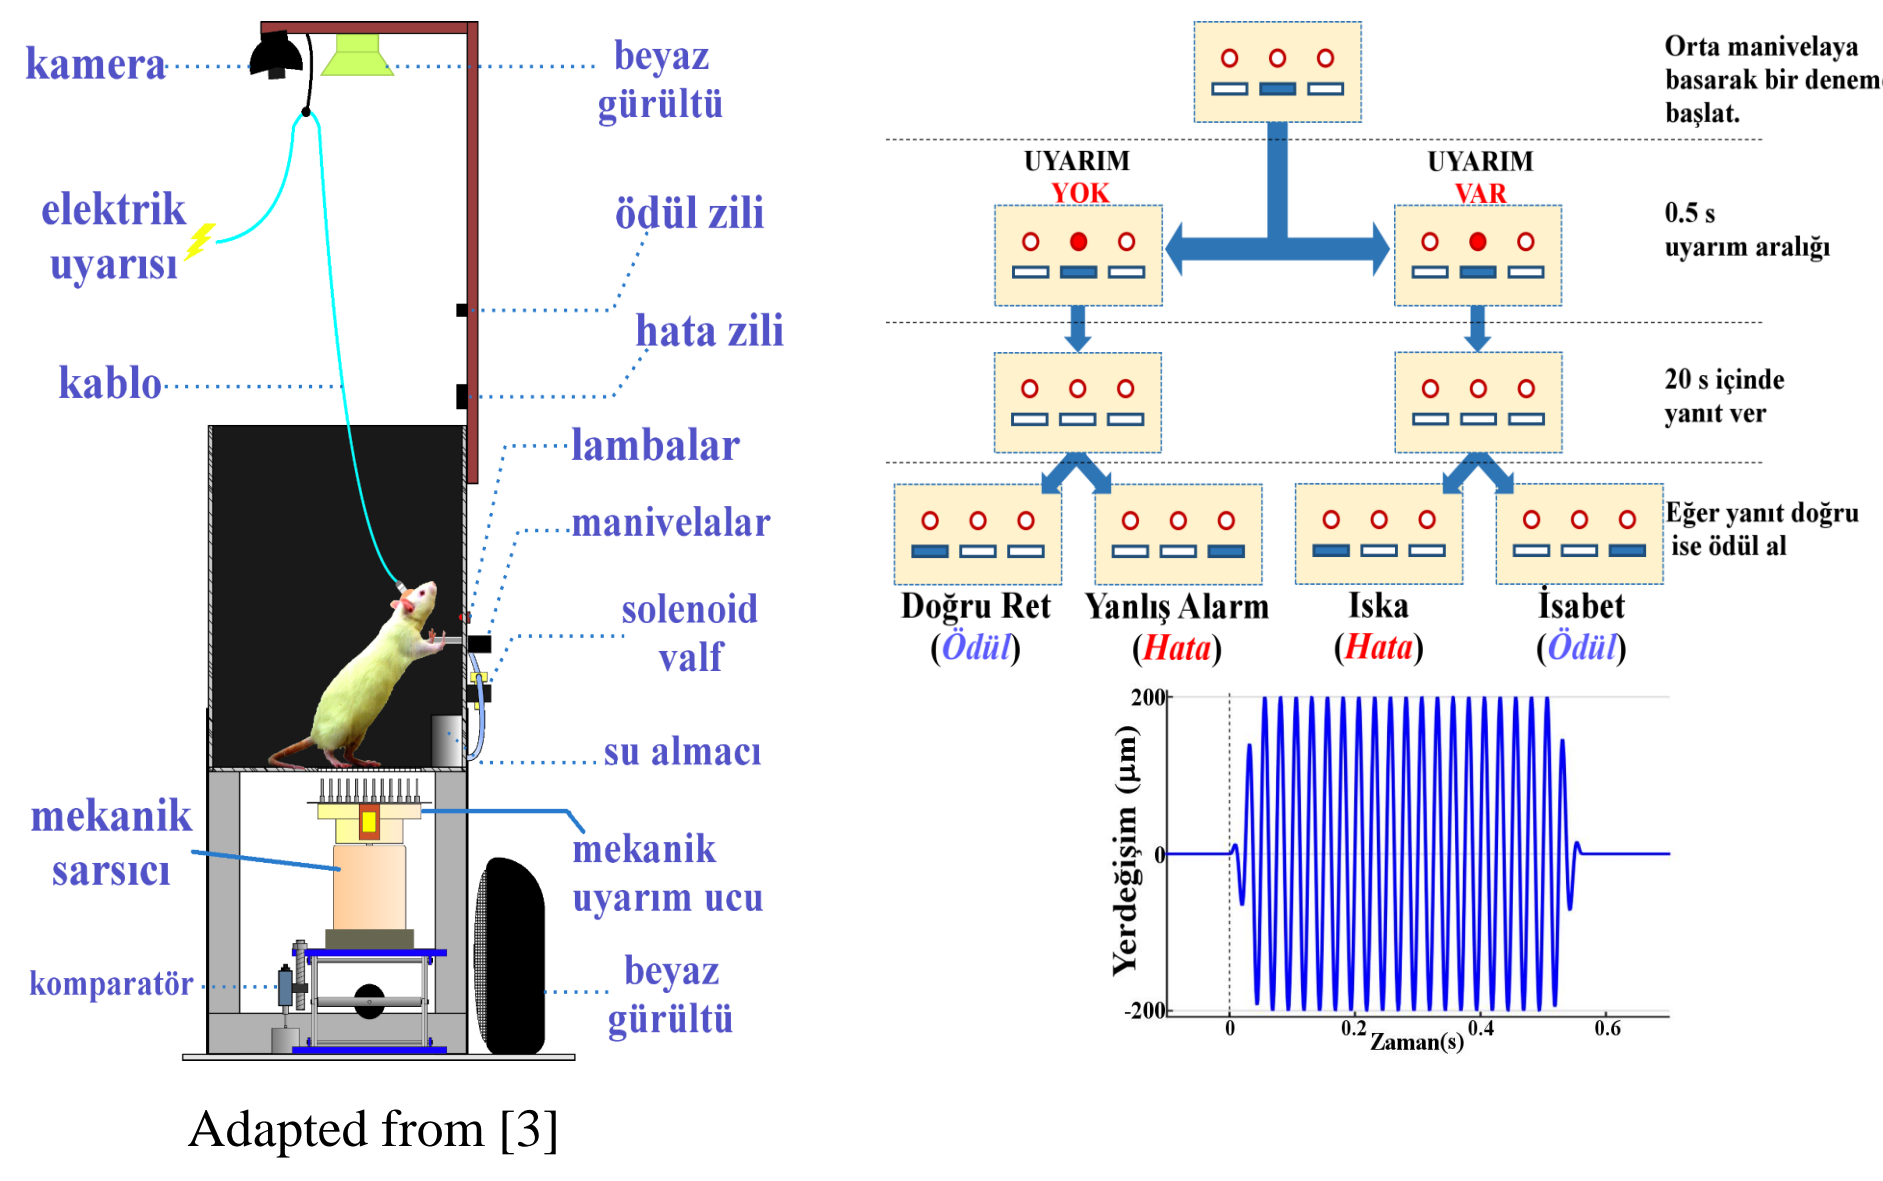 kamera
beyaz
gürültü
elektrik
uyarısı
ödül zili
hata zili
kablo
lambalar
manivelalar
solenoid
valf
su almacı
mekanik
sarsıcı
mekanik
uyarım ucu
komparatör
beyaz
gürültü
Adapted from [3]
Orta manivelaya
basarak bir deneme
başlat.
UYARIM
YOK
UYARIM
VAR
0.5 s
uyarım aralığı
20 s içinde
yanıt ver
Eğer yanıt doğru
ise ödül al
Doğru Ret
(Ödül)
Yanlış Alarm
(Hata)
Iska
(Hata)
İsabet
(Ödül)
Yerdeğişim (µm)
200
0
-200
0
0.2
0.4
0.6
Zaman(s)